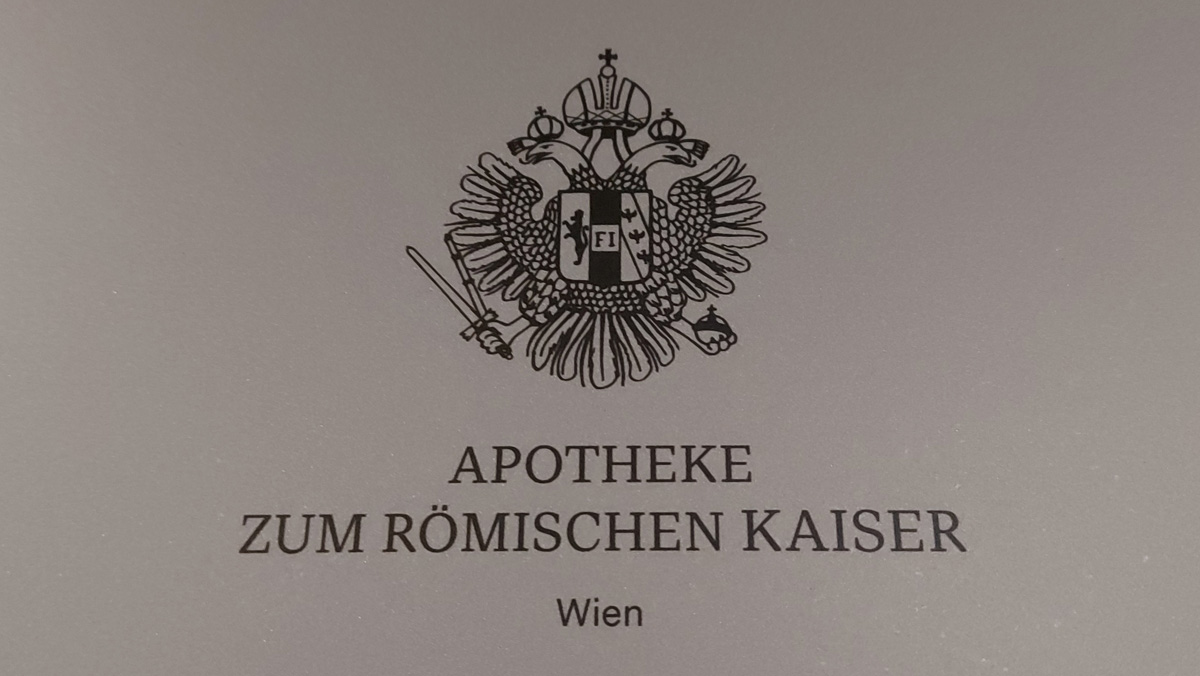 FI
APOTHEKE
ZUM RÖMISCHEN KAISER
Wien